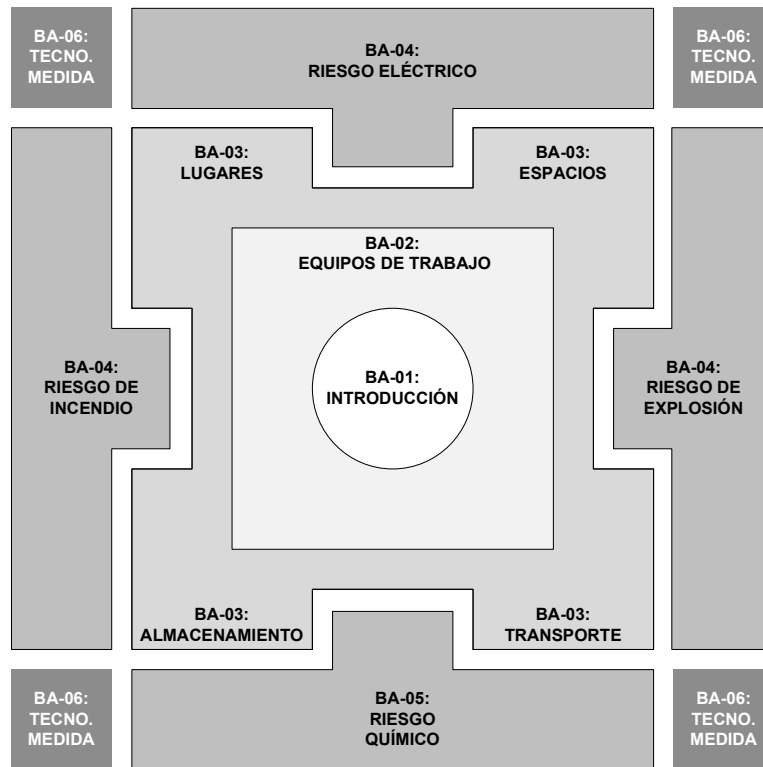 BA-06:
TECNO.
MEDIDA
BA-04:
RIESGO ELÉCTRICO
BA-06:
TECNO.
MEDIDA
BA-03:
LUGARES
BA-03:
ESPACIOS
BA-02:
EQUIPOS DE TRABAJO
BA-04:
RIESGO DE
INCENDIO
BA-01:
INTRODUCCIÓN
BA-04:
RIESGO DE
EXPLOSIÓN
BA-03:
ALMACENAMIENTO
BA-03:
TRANSPORTE
BA-06:
TECNO.
MEDIDA
BA-05:
RIESGO
QUÍMICO
BA-06:
TECNO.
MEDIDA